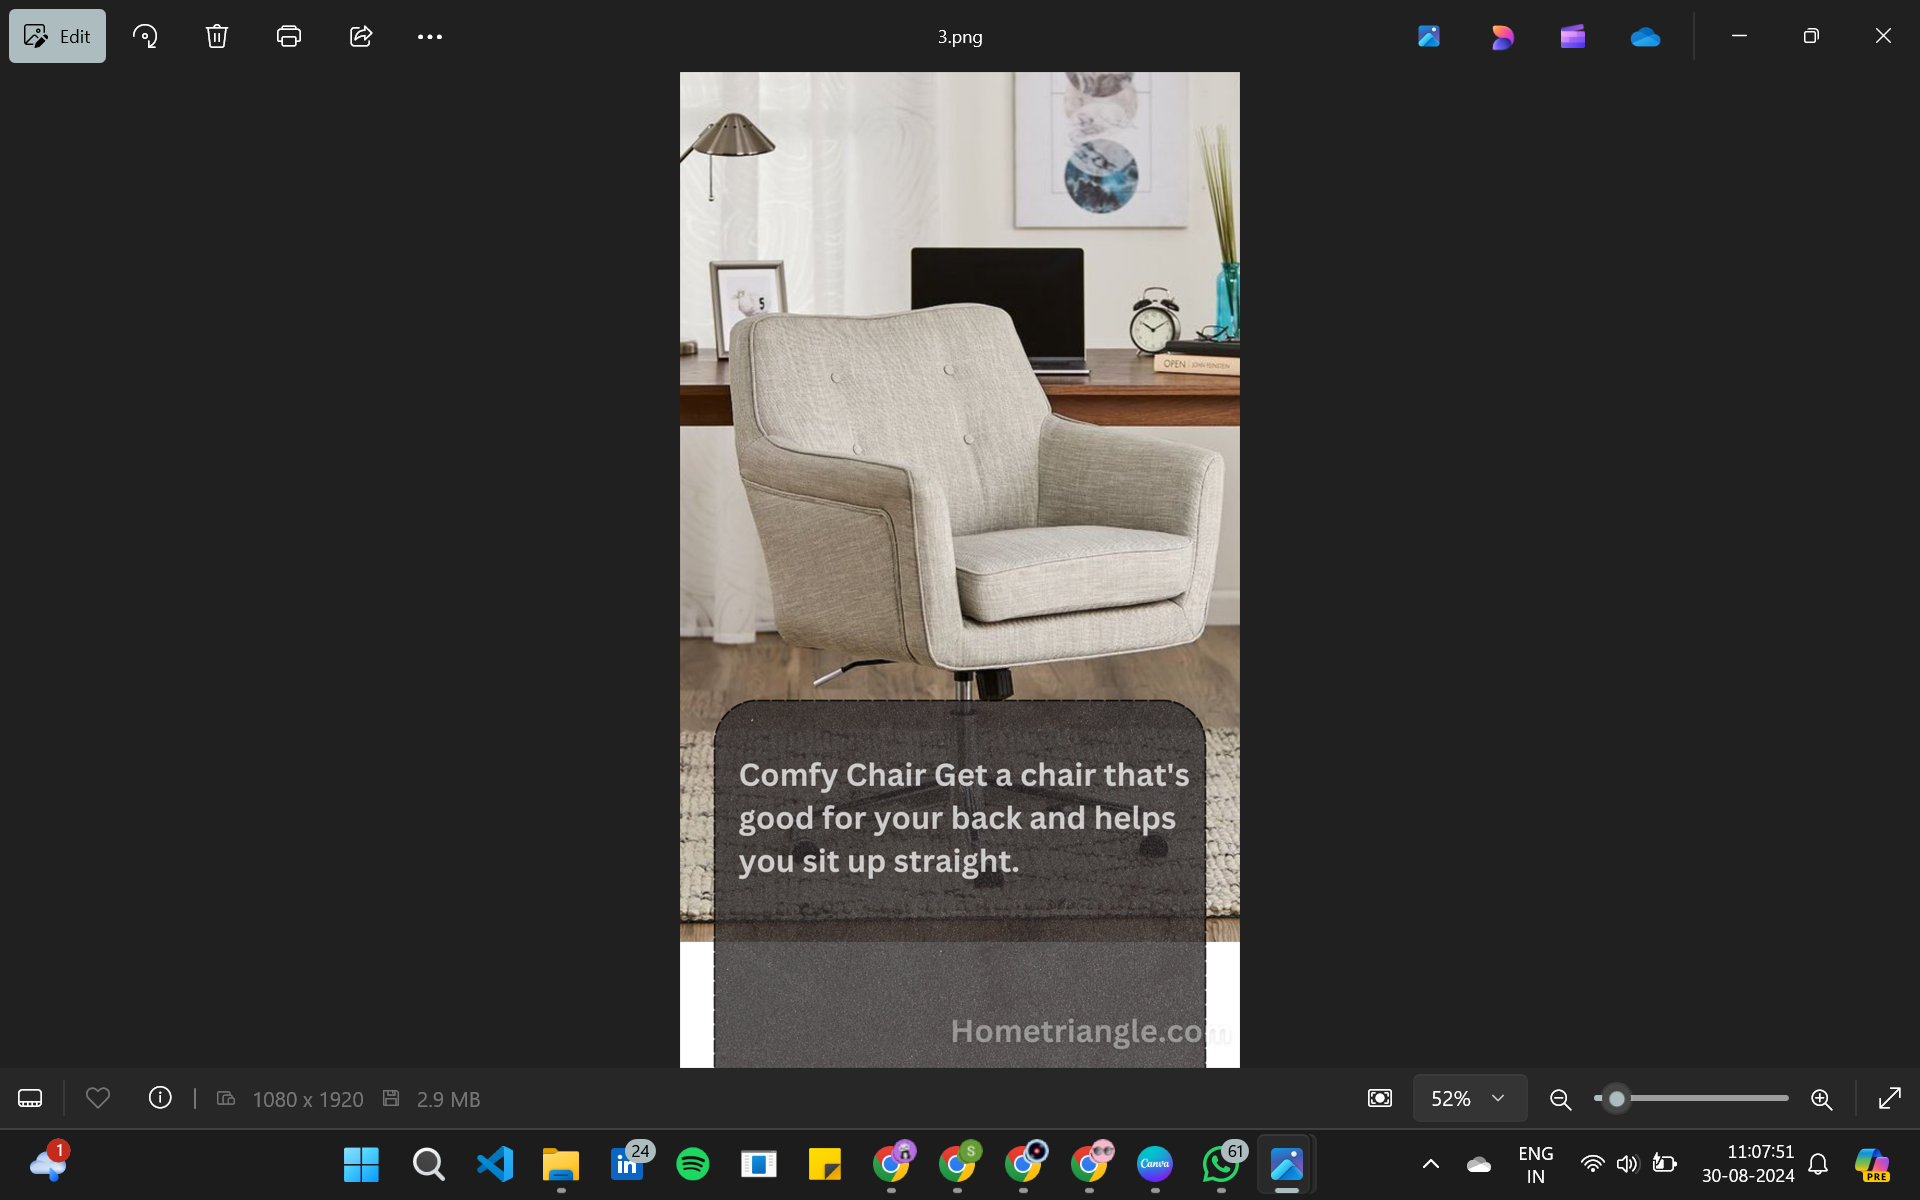 Edit
3.png
5
OPEN | JOHN FEINSTEIN
Comfy Chair Get a chair that's
good for your back and helps
you sit up straight.
Hometriangle.com
1080 x 1920
2.9 MB
52%
1
24
S
Canva
61
ENG
IN
11:07:51
30-08-2024
PRE